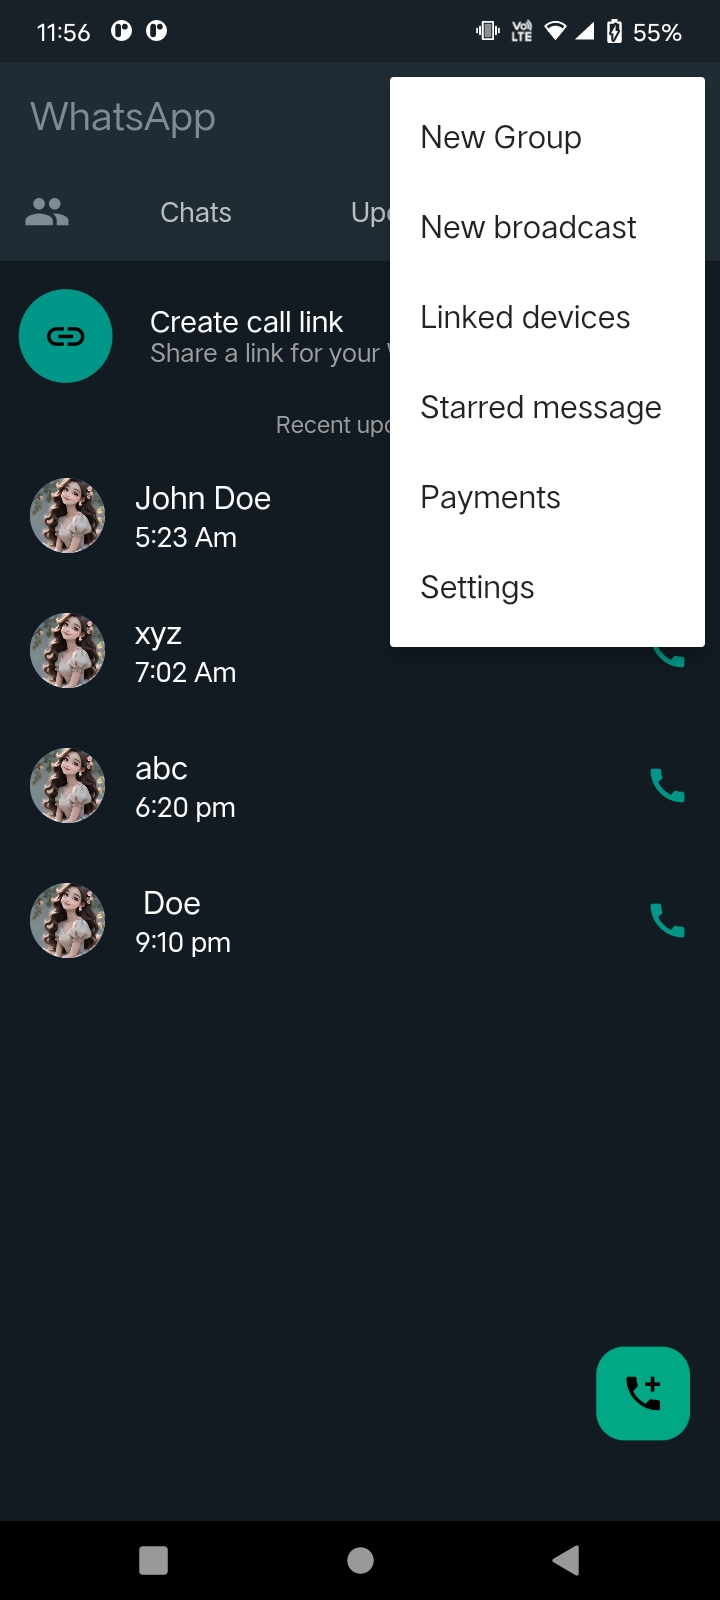 11:56 Vo) LTE 55%
WhatsApp
New Group
Chats
New broadcast
Create call link
Linked devices
Share a link for your
Starred message
Recent
John Doe
Payments
5:23 Am
Settings
xyz
7:02 Am
abc
6:20 pm
Doe
9:10 pm